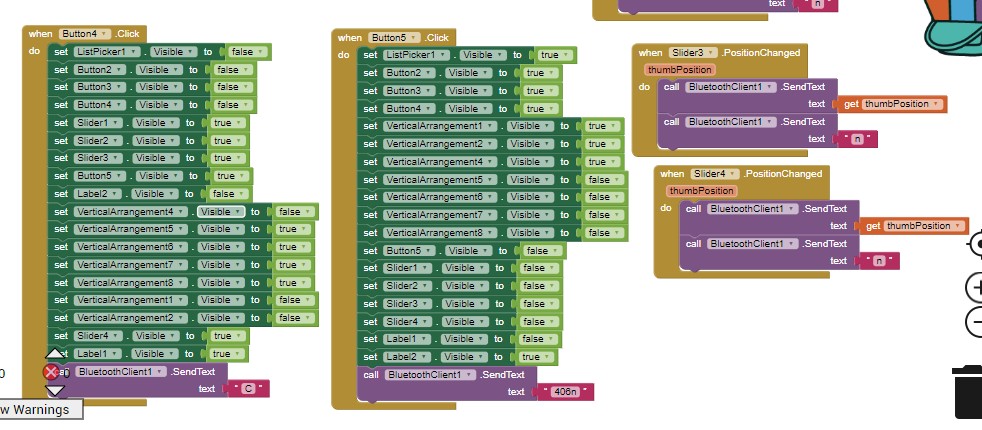 when Button4 .Click
do set ListPicker1 . Visible to false
set Button2 . Visible to false
set Button3 . Visible to false
set Button4 . Visible to false
set Slider1 . Visible to true
set Slider2 . Visible to true
set Slider3 . Visible to true
set Button5 . Visible to true
set Label2 . Visible to false
set VerticalArrangement4 . Visible to false
set VerticalArrangement5 . Visible to true
set VerticalArrangement6 . Visible to true
set VerticalArrangement7 . Visible to true
set VerticalArrangement8 . Visible to true
set VerticalArrangement1 . Visible to false
set VerticalArrangement2 . Visible to false
set Slider4 . Visible to true
set Label1 . Visible to true
BluetoothClient1 .SendText
text " C "
0
w Warnings
when Button5 .Click
do set ListPicker1 . Visible to true
set Button2 . Visible to true
set Button3 . Visible to true
set Button4 . Visible to true
set VerticalArrangement1 . Visible to true
set VerticalArrangement2 . Visible to true
set VerticalArrangement4 . Visible to true
set VerticalArrangement5 . Visible to false
set VerticalArrangement6 . Visible to false
set VerticalArrangement7 . Visible to false
set VerticalArrangement8 . Visible to false
set Button5 . Visible to false
set Slider1 . Visible to false
set Slider2 . Visible to false
set Slider3 . Visible to false
set Slider4 . Visible to false
set Label1 . Visible to false
set Label2 . Visible to true
call BluetoothClient1 .SendText
text " 406n "
text " n "
when Slider3 .PositionChanged
thumbPosition
do call BluetoothClient1 .SendText
text get thumbPosition
call BluetoothClient1 .SendText
text " n "
when Slider4 .PositionChanged
thumbPosition
do call BluetoothClient1 .SendText
text get thumbPosition
call BluetoothClient1 .SendText
text " n "